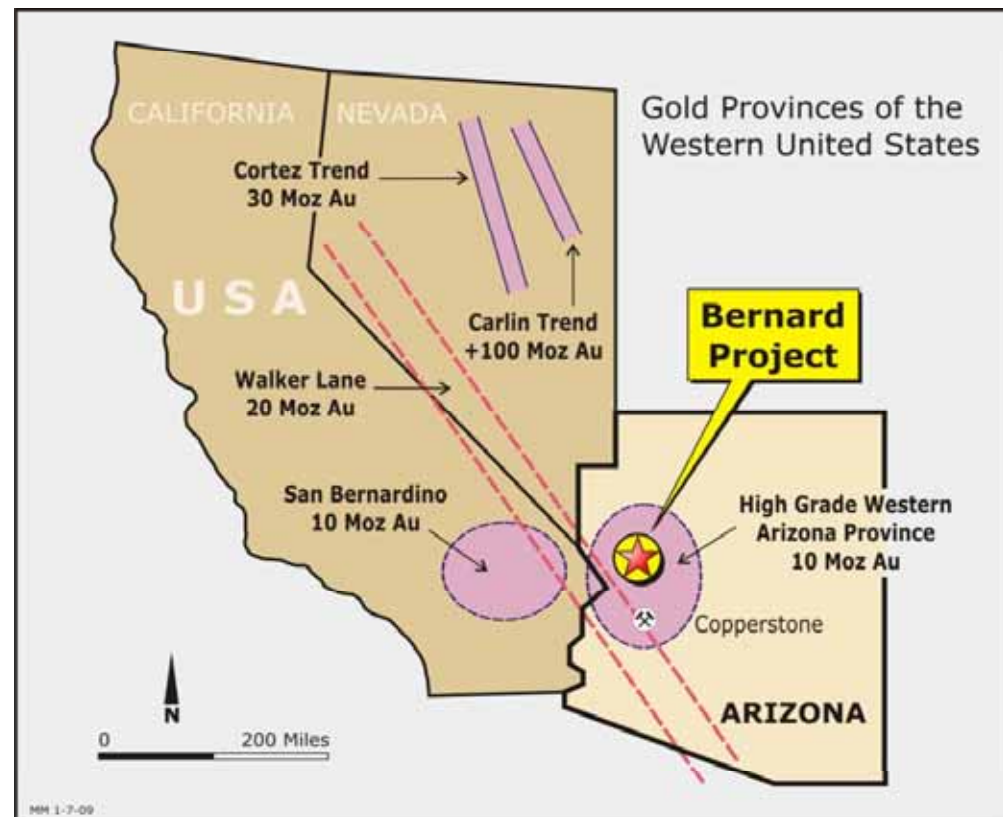 Gold Provinces of the
Western United States
CALIFORNIA
NEVADA
Cortez Trend
30 Moz Au
USA
Carlin Trend
+100 Moz Au
Bernard
Project
Walker Lane
20 Moz Au
San Bernardino
10 Moz Au
High Grade Western
Arizona Province
10 Moz Au
Copperstone
ARIZONA
N
0 200 Miles
MM 1-7-09